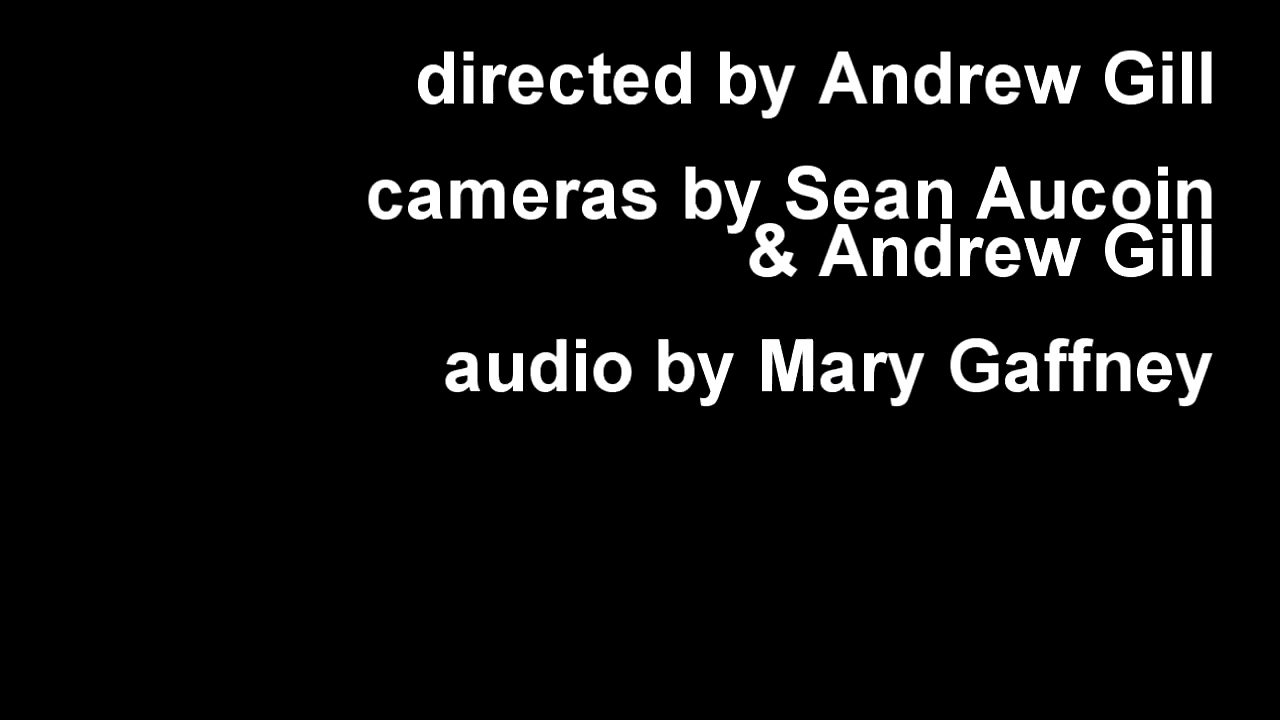 directed by Andrew Gill
cameras by Sean Aucoin
& Andrew Gill
audio by Mary Gaffney